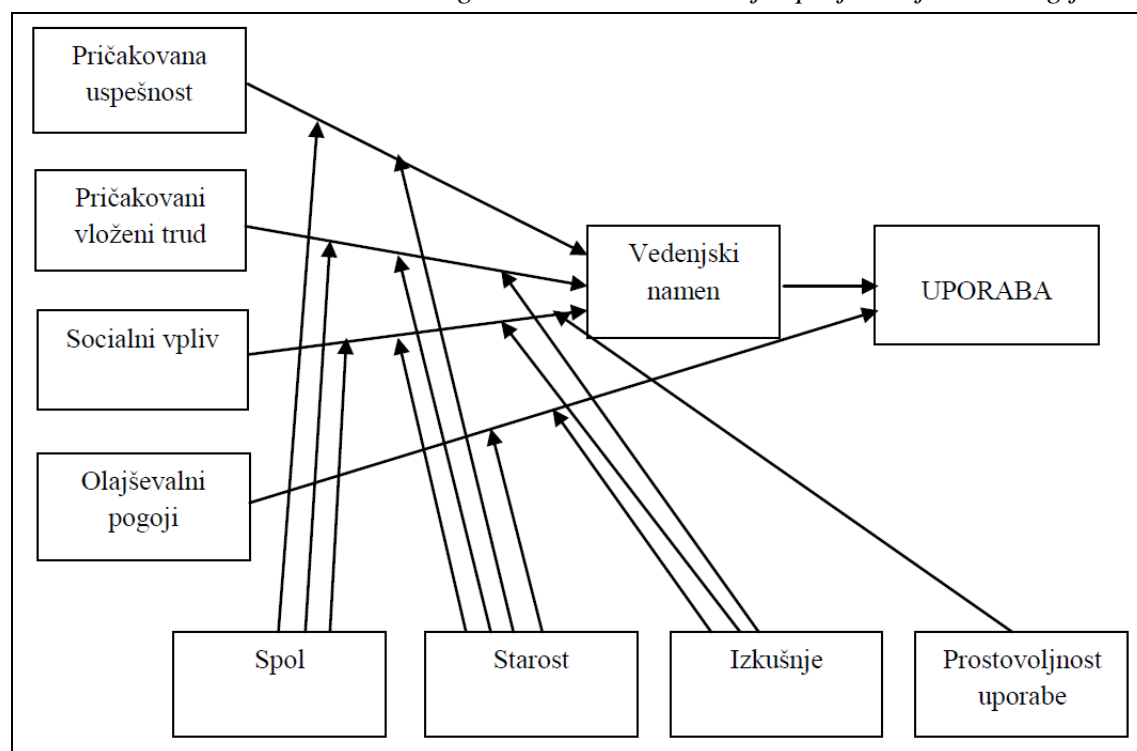 Pričakovana
uspešnost
Pričakovani
vloženi trud
Vedenjski
namen
UPORABA
Socialni vpliv
Olajševalni
pogoji
Spol
Starost
Izkušnje
Prostovoljnost
uporabe